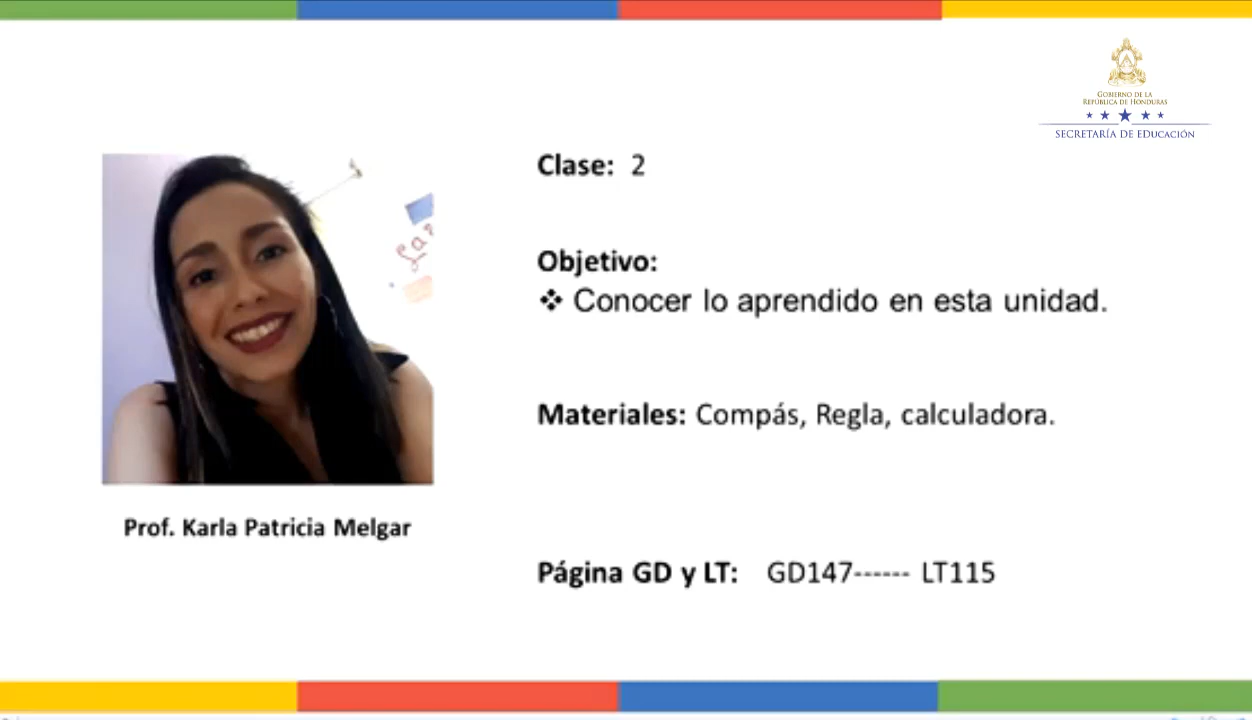 GOBIERNO DE LA
REPÚBLICA DE HONDURAS
SECRETARÍA DE EDUCACIÓN
Clase: 2
Objetivo:
❖ Conocer lo aprendido en esta unidad.
Materiales: Compás, Regla, calculadora.
Prof. Karla Patricia Melgar
Página GD y LT: GD147------ LT115